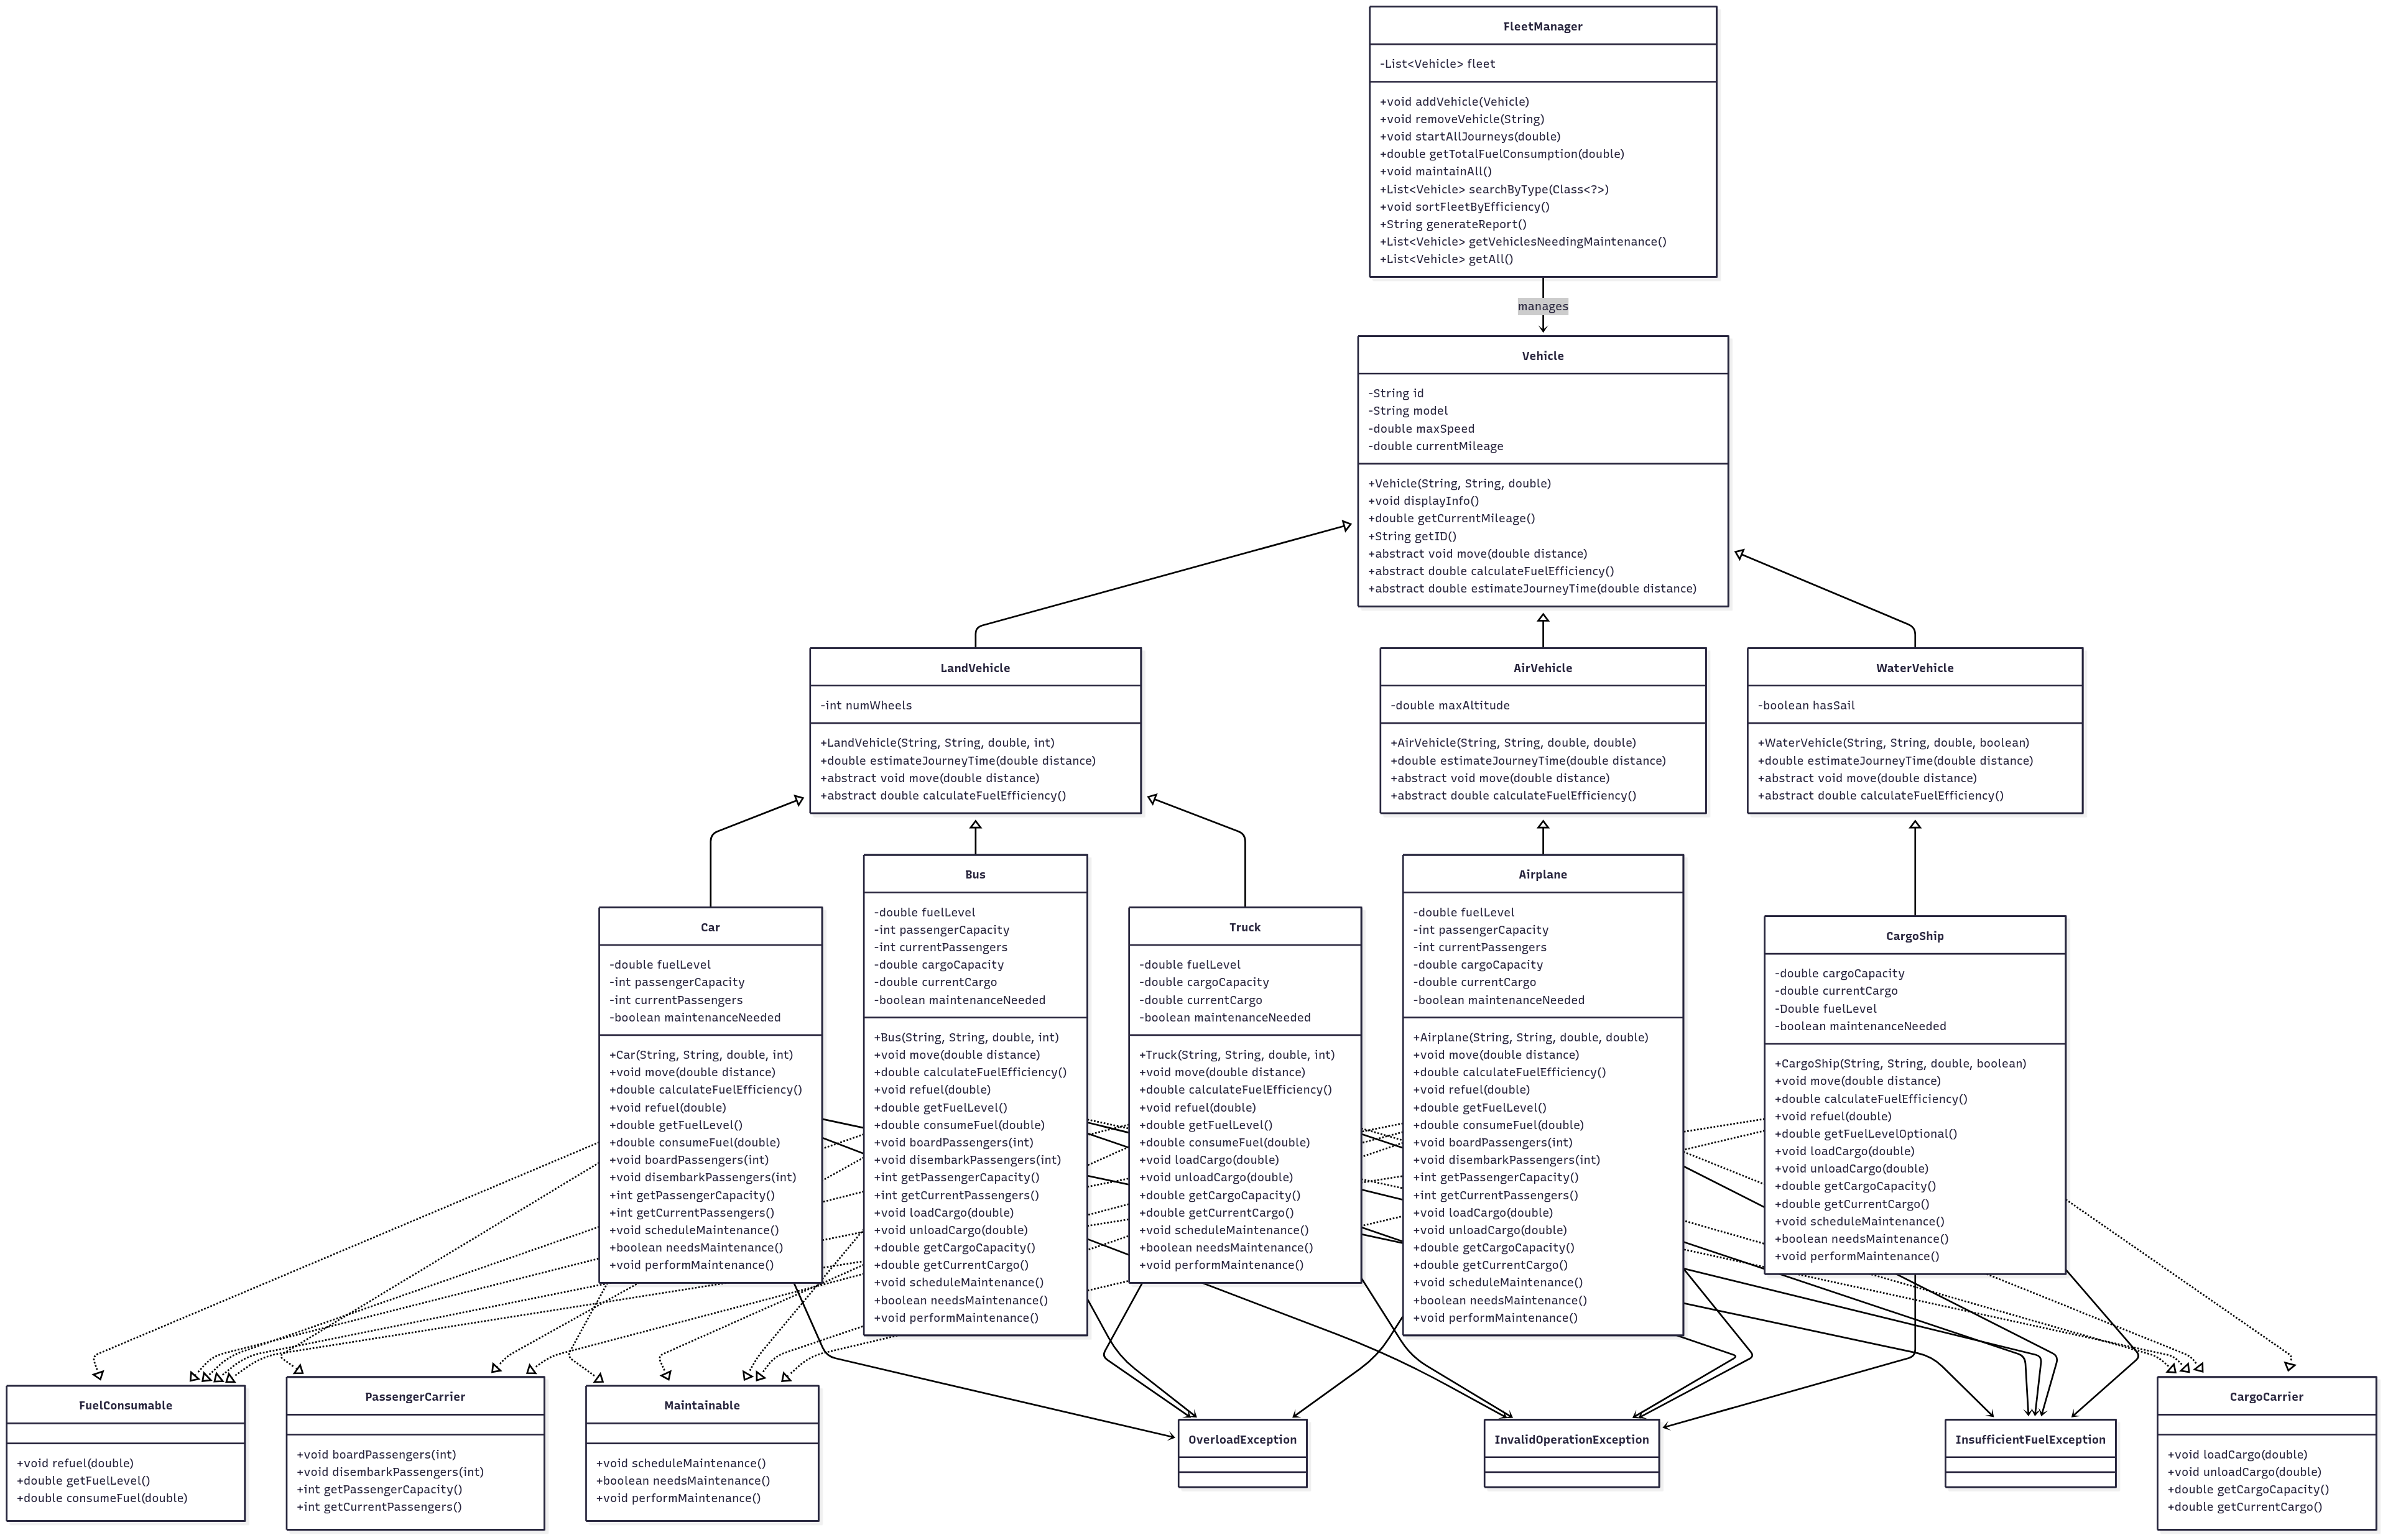 FleetManager
-List<Vehicle> fleet
+void addVehicle(Vehicle)
+void removeVehicle(String)
+void startAllJourneys(double)
+double getTotalFuelConsumption(double)
+void maintainAll()
+List<Vehicle> searchByType(Class<?>)
+void sortFleetByEfficiency()
+String generateReport()
+List<Vehicle> getVehiclesNeedingMaintenance()
+List<Vehicle> getAll()
manages
Vehicle
-String id
-String model
-double maxSpeed
-double currentMileage
+Vehicle(String, String, double)
+void displayInfo()
+double getCurrentMileage()
+String getID()
+abstract void move(double distance)
+abstract double calculateFuelEfficiency()
+abstract double estimateJourneyTime(double distance)
LandVehicle
-int numWheels
+LandVehicle(String, String, double, int)
+double estimateJourneyTime(double distance)
+abstract void move(double distance)
+abstract double calculateFuelEfficiency()
AirVehicle
-double maxAltitude
+AirVehicle(String, String, double, double)
+double estimateJourneyTime(double distance)
+abstract void move(double distance)
+abstract double calculateFuelEfficiency()
WaterVehicle
-boolean hasSail
+WaterVehicle(String, String, double, boolean)
+double estimateJourneyTime(double distance)
+abstract void move(double distance)
+abstract double calculateFuelEfficiency()
Car
-double fuelLevel
-int passengerCapacity
-int currentPassengers
-boolean maintenanceNeeded
+Car(String, String, double, int)
+void move(double distance)
+double calculateFuelEfficiency()
+void refuel(double)
+double getFuelLevel()
+double consumeFuel(double)
+void boardPassengers(int)
+void disembarkPassengers(int)
+int getPassengerCapacity()
+int getCurrentPassengers()
+void scheduleMaintenance()
+boolean needsMaintenance()
+void performMaintenance()
Bus
-double fuelLevel
-int passengerCapacity
-int currentPassengers
-double cargoCapacity
-double currentCargo
-boolean maintenanceNeeded
+Bus(String, String, double, int)
+void move(double distance)
+double calculateFuelEfficiency()
+void refuel(double)
+double getFuelLevel()
+double consumeFuel(double)
+void boardPassengers(int)
+void disembarkPassengers(int)
+int getPassengerCapacity()
+int getCurrentPassengers()
+void loadCargo(double)
+void unloadCargo(double)
+double getCargoCapacity()
+double getCurrentCargo()
+void scheduleMaintenance()
+boolean needsMaintenance()
+void performMaintenance()
Truck
-double fuelLevel
-double cargoCapacity
-double currentCargo
-boolean maintenanceNeeded
+Truck(String, String, double, int)
+void move(double distance)
+double calculateFuelEfficiency()
+void refuel(double)
+double getFuelLevel()
+double consumeFuel(double)
+void loadCargo(double)
+void unloadCargo(double)
+double getCargoCapacity()
+double getCurrentCargo()
+void scheduleMaintenance()
+boolean needsMaintenance()
+void performMaintenance()
Airplane
-double fuelLevel
-int passengerCapacity
-int currentPassengers
-double cargoCapacity
-double currentCargo
-boolean maintenanceNeeded
+Airplane(String, String, double, double)
+void move(double distance)
+double calculateFuelEfficiency()
+void refuel(double)
+double getFuelLevel()
+double consumeFuel(double)
+void boardPassengers(int)
+void disembarkPassengers(int)
+int getPassengerCapacity()
+int getCurrentPassengers()
+void loadCargo(double)
+void unloadCargo(double)
+double getCargoCapacity()
+double getCurrentCargo()
+void scheduleMaintenance()
+boolean needsMaintenance()
+void performMaintenance()
CargoShip
-double cargoCapacity
-double currentCargo
-Double fuelLevel
-boolean maintenanceNeeded
+CargoShip(String, String, double, boolean)
+void move(double distance)
+double calculateFuelEfficiency()
+void refuel(double)
+double getFuelLevelOptional()
+void loadCargo(double)
+void unloadCargo(double)
+double getCargoCapacity()
+double getCurrentCargo()
+void scheduleMaintenance()
+boolean needsMaintenance()
+void performMaintenance()
FuelConsumable
+void refuel(double)
+double getFuelLevel()
+double consumeFuel(double)
PassengerCarrier
+void boardPassengers(int)
+void disembarkPassengers(int)
+int getPassengerCapacity()
+int getCurrentPassengers()
Maintainable
+void scheduleMaintenance()
+boolean needsMaintenance()
+void performMaintenance()
OverloadException
InvalidOperationException
InsufficientFuelException
CargoCarrier
+void loadCargo(double)
+void unloadCargo(double)
+double getCargoCapacity()
+double getCurrentCargo()